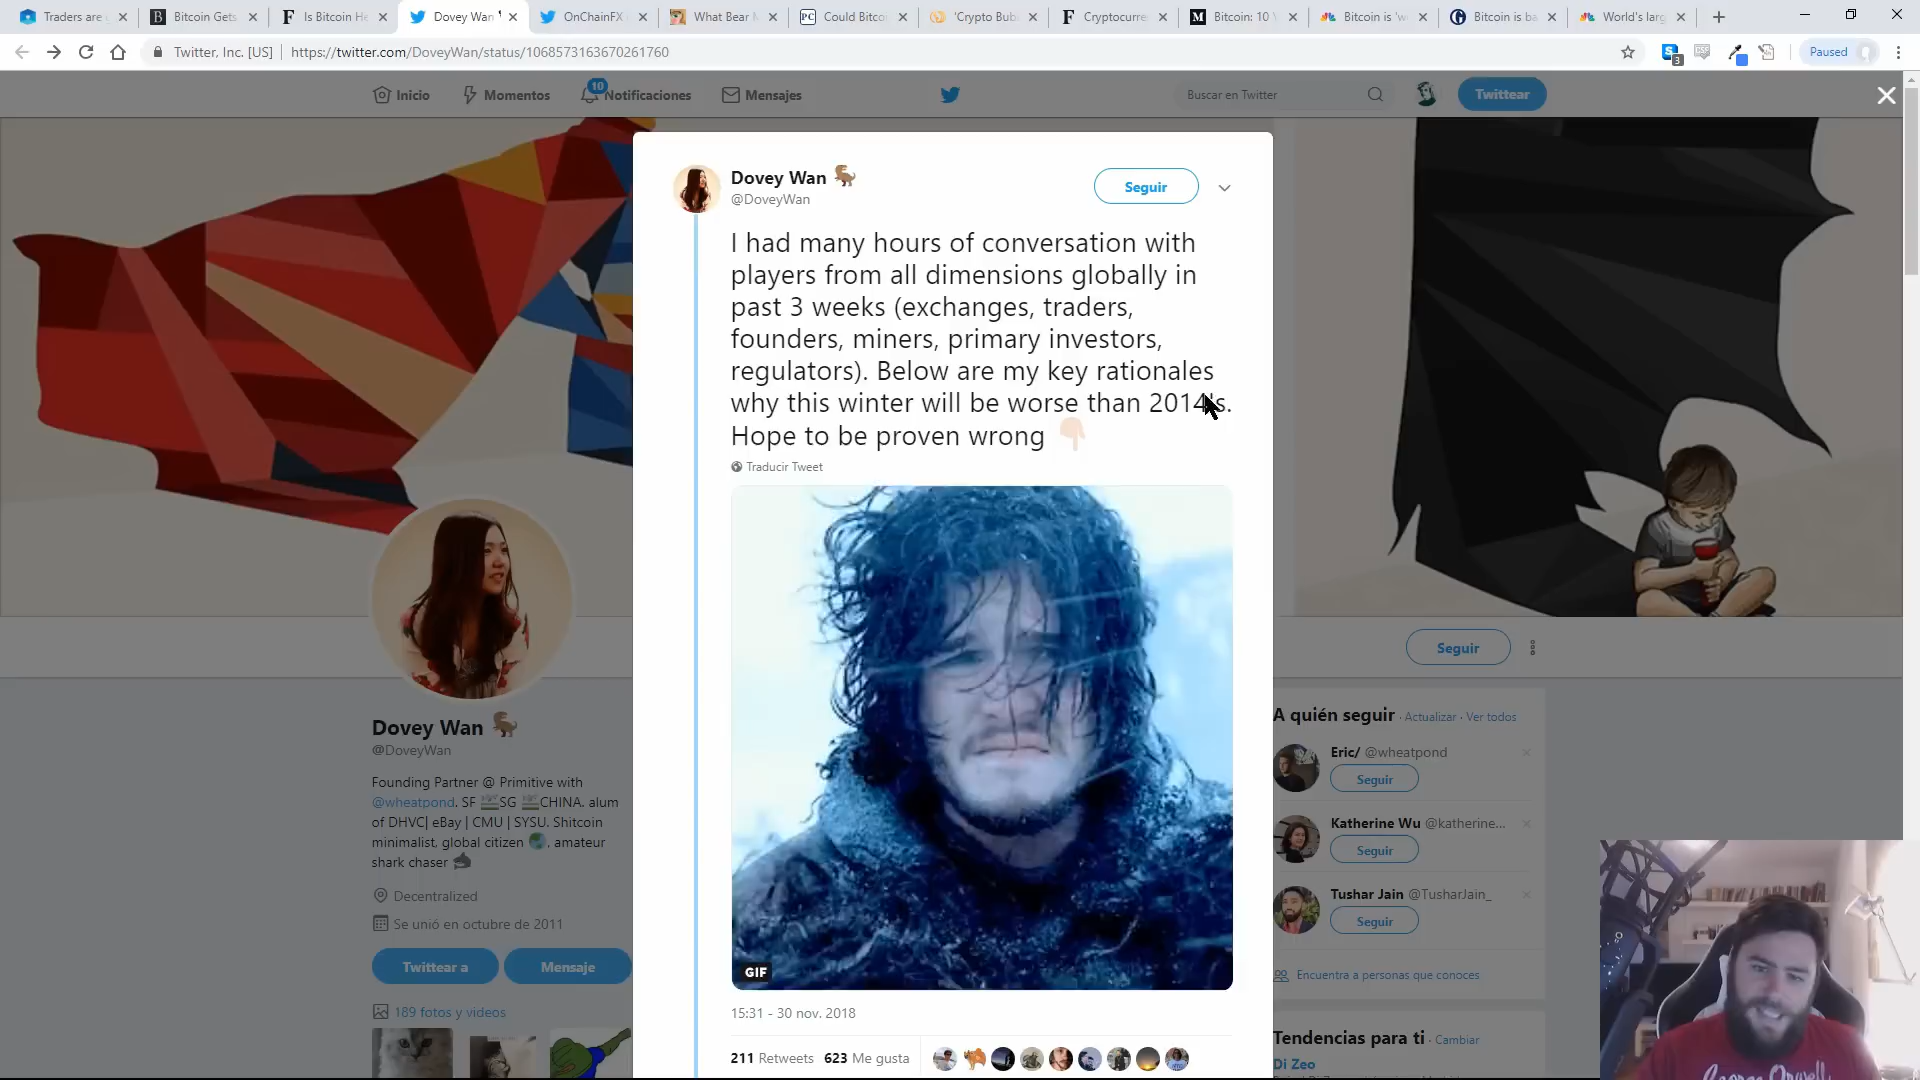 Traders are
Bitcoin Gets
Is Bitcoin He
Dovey Wan
OnChainFX
What Bear
Could Bitco
'Crypto Bub
Cryptocurre
Bitcoin: 10
Bitcoin is 'w
Bitcoin is ba
World's larg
Twitter, Inc. [US]
https://twitter.com/DoveyWan/status/1068573163670261760
3
Paused
Inicio
Momentos
10
Notificaciones
Mensajes
Buscar en Twitter
Twittear
Dovey Wan
@DoveyWan
Seguir
I had many hours of conversation with
players from all dimensions globally in
past 3 weeks (exchanges, traders,
founders, miners, primary investors,
regulators). Below are my key rationales
why this winter will be worse than 2014's.
Hope to be proven wrong
Traducir Tweet
GIF
15:31 - 30 nov. 2018
211 Retweets 623 Me gusta
Dovey Wan
@DoveyWan
Founding Partner @ Primitive with
@wheatpond. SF SG CHINA. alum
of DHVC| eBay | CMU | SYSU. Shitcoin
minimalist, global citizen , amateur
shark chaser
Decentralized
Se unió en octubre de 2011
Twittear a
Mensaje
189 fotos y videos
Seguir
A quién seguir · Actualizar · Ver todos
Eric/ @wheatpond
Seguir
Katherine Wu @katherine...
Seguir
Tushar Jain @TusharJain_
Seguir
Encuentra a personas que conoces
Tendencias para ti · Cambiar
Di Zeo
George Orwell